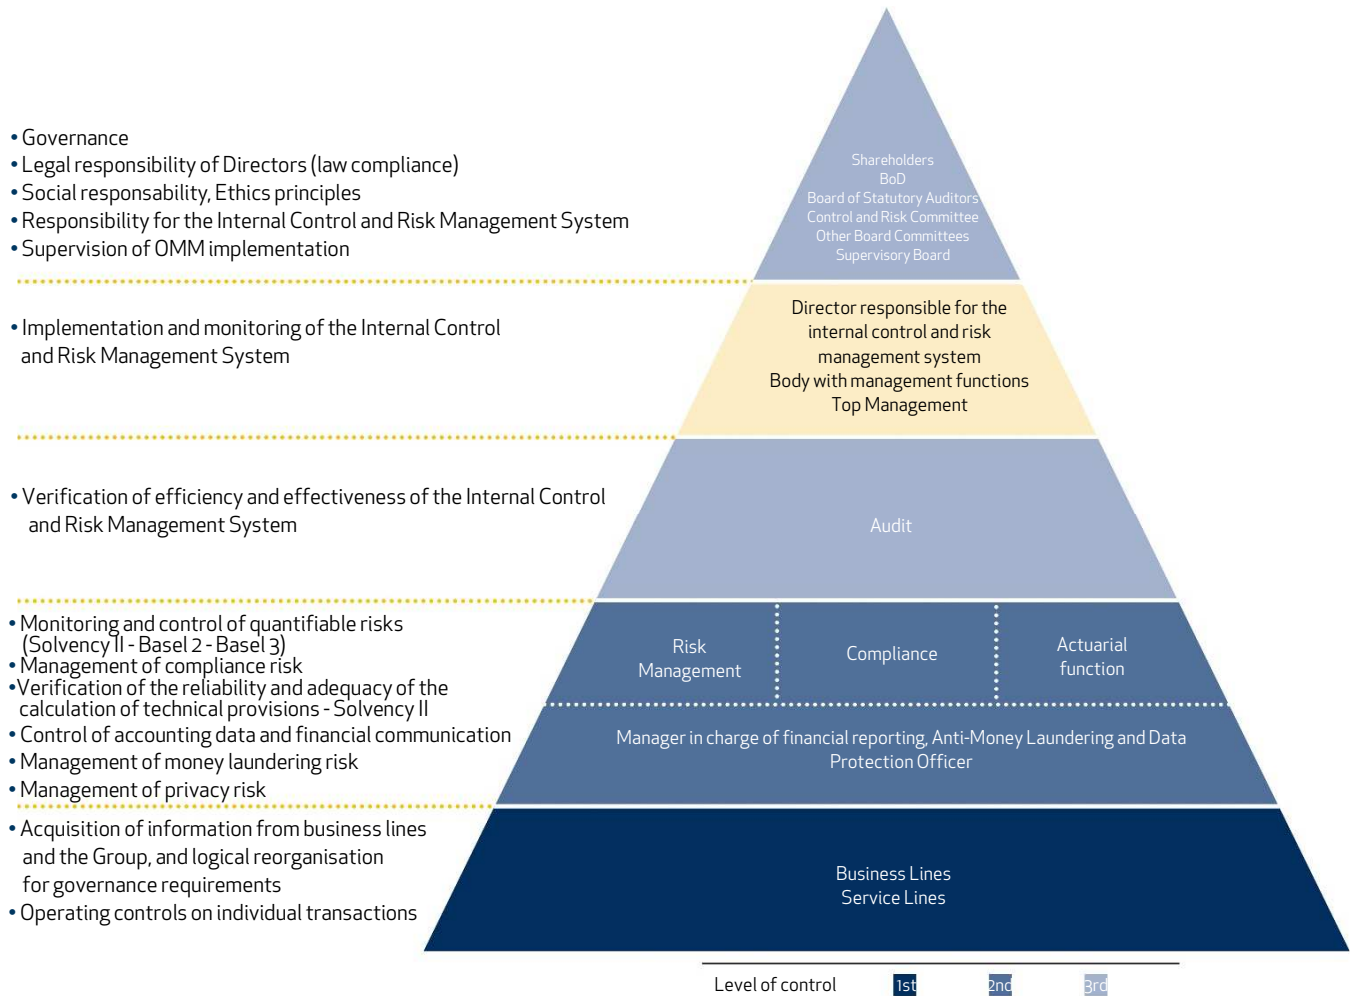 • Governance
• Legal responsibility of Directors (law compliance)
• Social responsability, Ethics principles
• Responsibility for the Internal Control and Risk Management System
• Supervision of OMM implementation
Shareholders
BoD
Board of Statutory Auditors
Control and Risk Committee
Other Board Committees
Supervisory Board
• Implementation and monitoring of the Internal Control
and Risk Management System
Director responsible for the
internal control and risk
management system
Body with management functions
Top Management
• Verification of efficiency and effectiveness of the Internal Control
and Risk Management System
Audit
• Monitoring and control of quantifiable risks
(Solvency II - Basel 2 - Basel 3)
• Management of compliance risk
•Verification of the reliability and adequacy of the
calculation of technical provisions - Solvency II
• Control of accounting data and financial communication
• Management of money laundering risk
• Management of privacy risk
Risk
Management
Compliance
Actuarial
function
Manager in charge of financial reporting, Anti-Money Laundering and Data
Protection Officer
• Acquisition of information from business lines
and the Group, and logical reorganisation
for governance requirements
• Operating controls on individual transactions
Business Lines
Service Lines
Level of control 1st 2nd 3rd